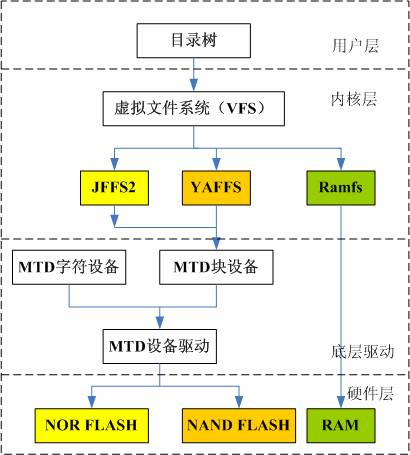 目录树
用户层
内核层
虚拟文件系统（VFS）
JFFS2
YAFFS
Ramfs
MTD字符设备
MTD块设备
MTD设备驱动
底层驱动
硬件层
NOR FLASH
NAND FLASH
RAM